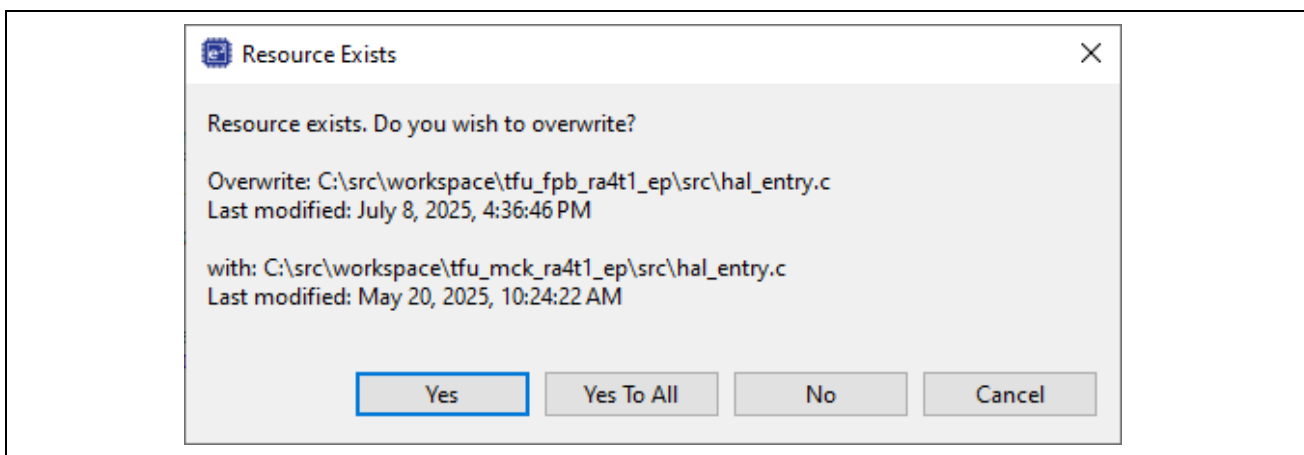 Resource Exists
Resource exists. Do you wish to overwrite?
Overwrite: C:\src\workspace\tfu_fpb_ra4t1_ep\src\hal_entry.c
Last modified: July 8, 2025, 4:36:46 PM
with: C:\src\workspace\tfu_mck_ra4t1_ep\src\hal_entry.c
Last modified: May 20, 2025, 10:24:22 AM
Yes Yes To All No Cancel